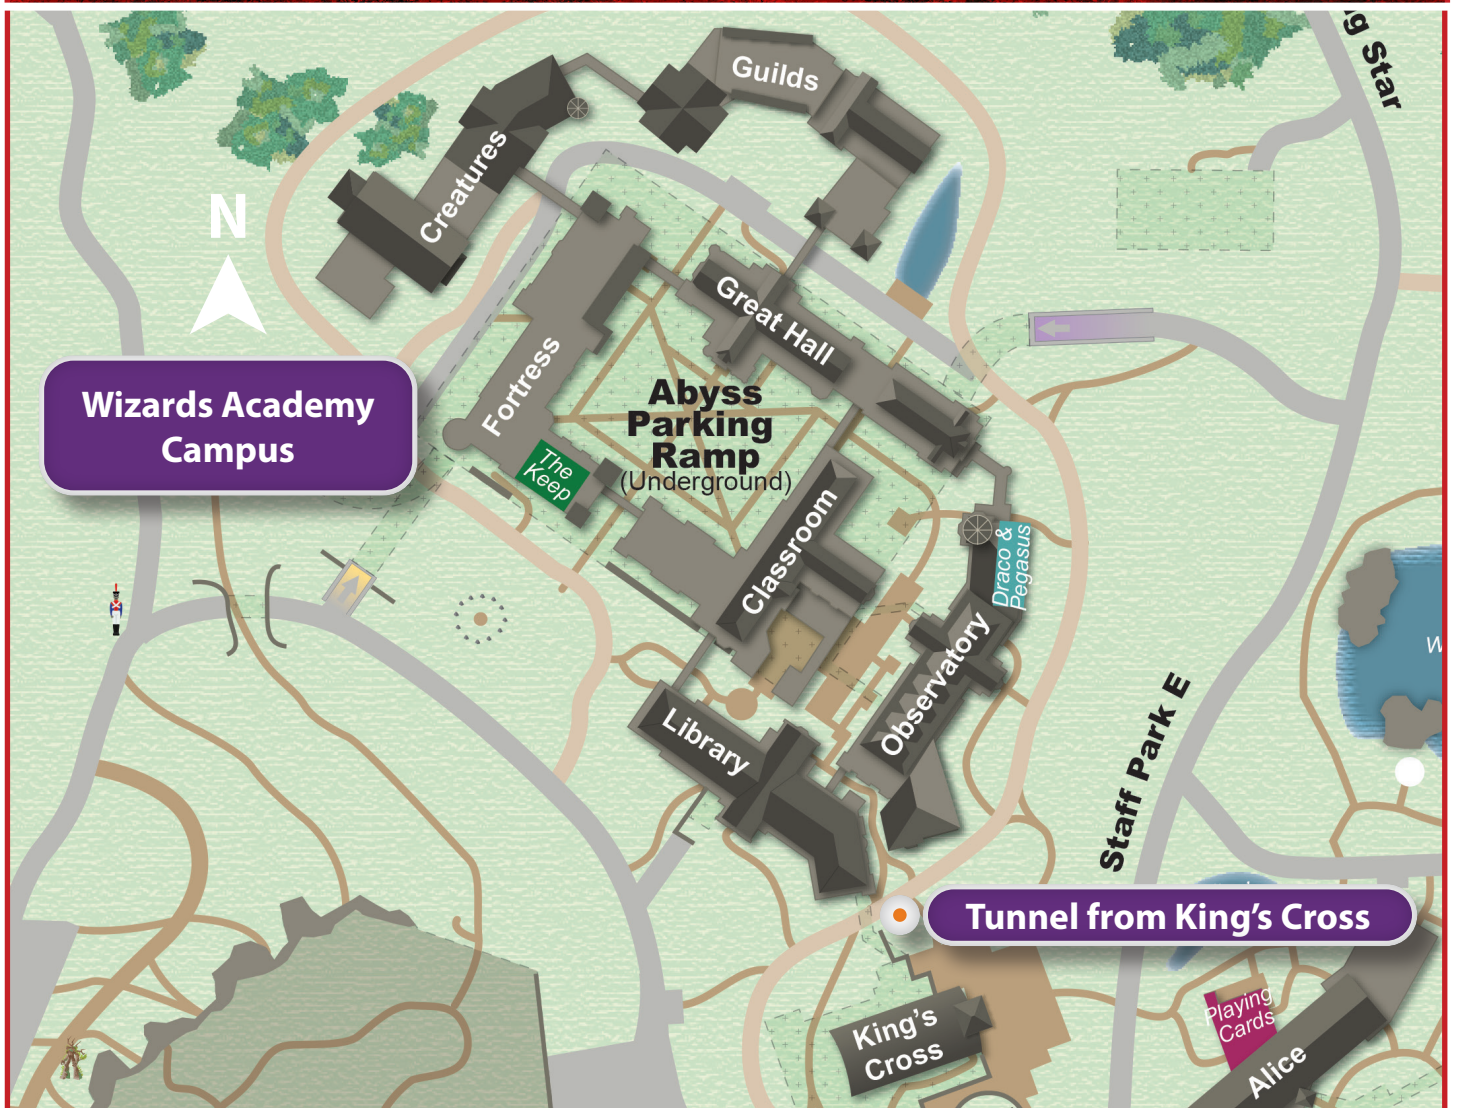 g Star
Guilds
Creatures
N
Great Hall
Fortress
Wizards Academy
Campus
Abyss
Parking
Ramp
(Underground)
The
Keep
Classroom
Draco &
Pegasus
Observatory
W
Library
Staff Park E
Tunnel from King's Cross
Playing
Cards
King's
Cross
Alice